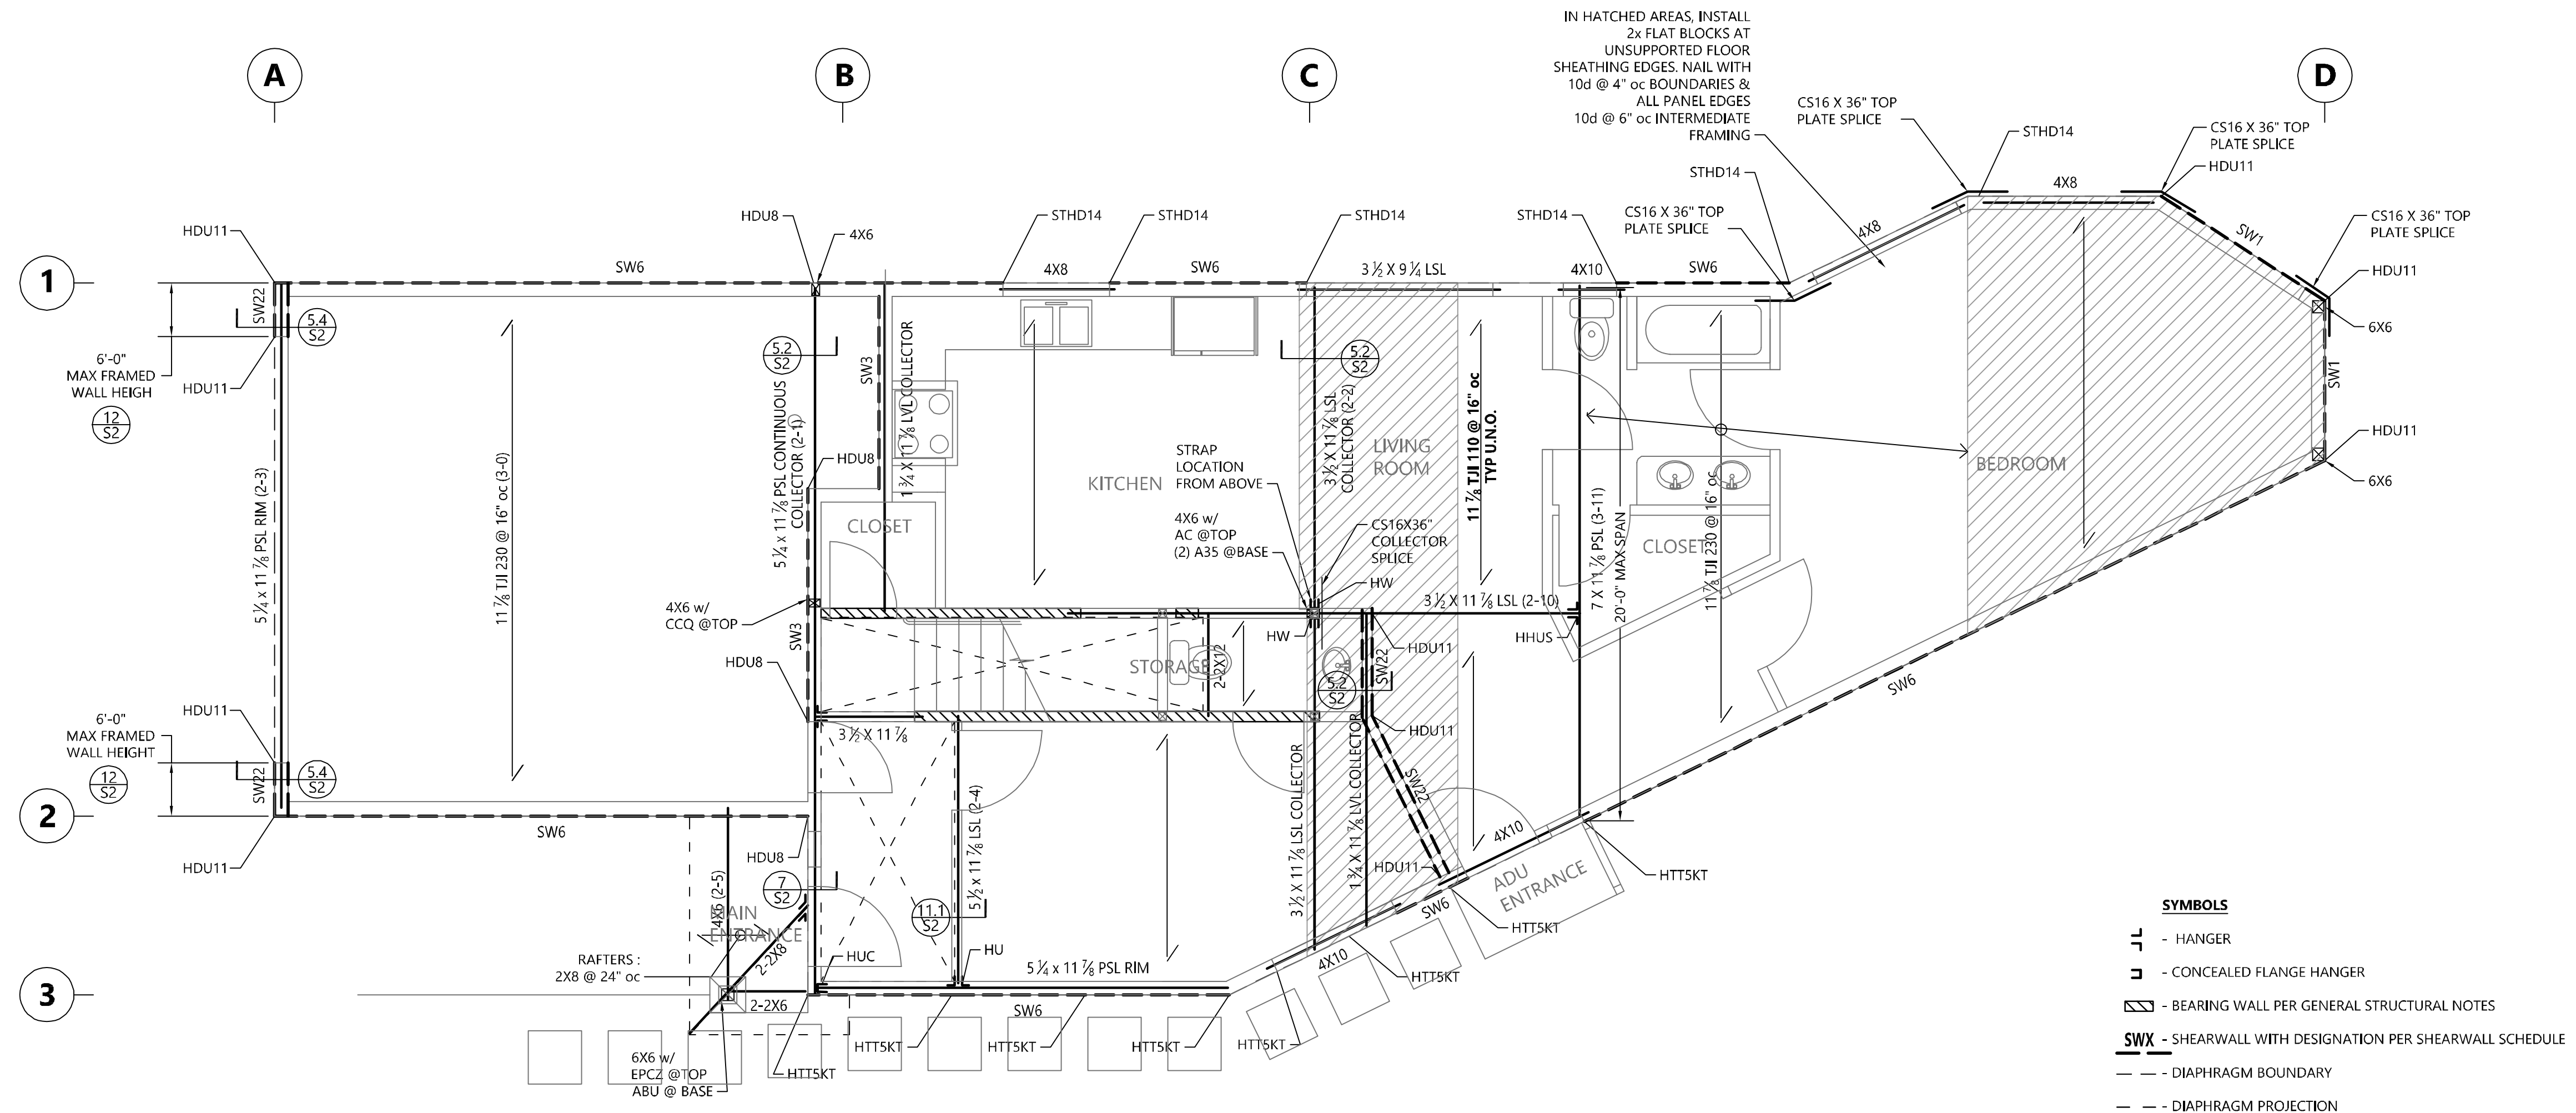 IN HATCHED AREAS, INSTALL
2x FLAT BLOCKS AT
UNSUPPORTED FLOOR
SHEATHING EDGES. NAIL WITH
10d @ 4" oc BOUNDARIES &
ALL PANEL EDGES
10d @ 6" oc INTERMEDIATE
FRAMING
A
B
C
D
CS16 X 36" TOP
PLATE SPLICE
STHD14
CS16 X 36" TOP
PLATE SPLICE
HDU11
STHD14
4X8
CS16 X 36" TOP
PLATE SPLICE
CS16 X 36" TOP
PLATE SPLICE
HDU11
HDU8
4X6
STHD14
STHD14
STHD14
STHD14
4X8
SW1
HDU11
6X6
1
SW6
4X8
SW6
3 ½ X 9 ¼ LSL
4X10
SW6
SW22
5.4
S2
6'-0"
MAX FRAMED
WALL HEIGH
12
S2
HDU11
5.2
S2
SW3
1 ¾ X 11 ⅞ LVL COLLECTOR
5 ¼ x 11 ⅞ PSL CONTINUOUS
COLLECTOR (2-1)
5.2
S2
3 ½ X 11 ⅞ LSL
COLLECTOR (2-2)
LIVING
ROOM
11 ⅞ TJI 110 @ 16" oc
TYP U.N.O.
SW1
HDU11
6X6
BEDROOM
5 ¼ x 11 ⅞ PSL RIM (2-3)
11 ⅞ TJI 230 @ 16" oc (3-0)
HDU8
KITCHEN
CLOSET
STRAP
LOCATION
FROM ABOVE
4X6 w/
AC @TOP
(2) A35 @BASE
CS16X36"
COLLECTOR
SPLICE
HW
3 ½ X 11 ⅞ LSL (2-10)
7 X 11 ⅞ PSL (3-11)
20'-0" MAX SPAN
CLOSET
11 ⅞ TJI 230 @ 16" oc
4X6 w/
CCQ @TOP
SW3
HDU8
HW
HHUS
STORAGE
2-2X12
HDU11
SW22
5.2
S2
SW6
HDU11
6'-0"
MAX FRAMED
WALL HEIGHT
12
S2
SW22
5.4
S2
3 ½ X 11 ⅞
HDU11
SW22
2
HDU11
SW6
HDU8
7
S2
4X6 (2-5)
MAIN
ENTRANCE
2-2X8
RAFTERS :
2X8 @ 24" oc
11.1
S2
5 ½ x 11 ⅞ LSL (2-4)
3 ½ X 11 ⅞ LSL COLLECTOR
1 ¾ X 11 ⅞ LVL COLLECTOR
HDU11
4X10
ADU
ENTRANCE
HTT5KT
SW6
HTT5KT
HUC
HU
5 ¼ x 11 ⅞ PSL RIM
4X10
HTT5KT
3
2-2X6
SW6
HTT5KT
HTT5KT
HTT5KT
HTT5KT
6X6 w/
EPCZ @TOP
ABU @ BASE
HTT5KT
SYMBOLS
- HANGER
- CONCEALED FLANGE HANGER
- BEARING WALL PER GENERAL STRUCTURAL NOTES
SWX - SHEARWALL WITH DESIGNATION PER SHEARWALL SCHEDULE
- DIAPHRAGM BOUNDARY
- DIAPHRAGM PROJECTION